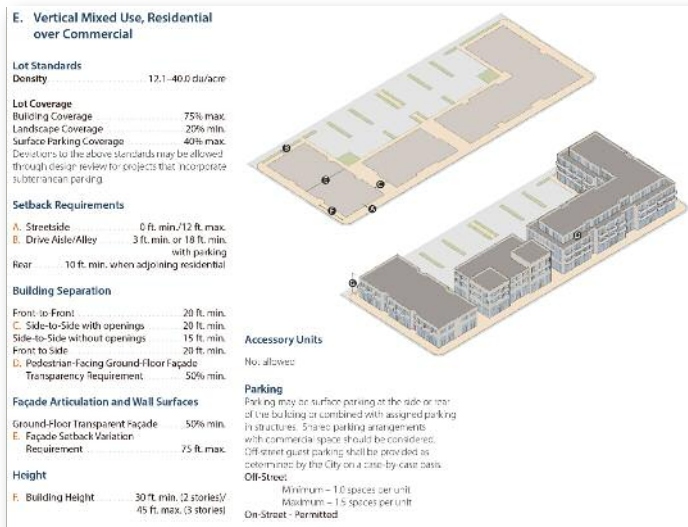 E. Vertical Mixed Use, Residential
over Commercial
Lot Standards
Density 12.1–40.0 du/acre
Lot Coverage
Building Coverage 75% max.
Landscape Coverage 20% min.
Surface Parking Coverage 40% max.
Deviations to the above standards may be allowed
through design review for projects that incorporate
subterranean parking.
Setback Requirements
A. Streetside 0 ft. min./12 ft. max.
B. Drive Aisle/Alley 3 ft. min. or 18 ft. min.
with parking
Rear 10 ft. min. when adjoining residential
Building Separation
Front-to-Front 20 ft. min.
C. Side-to-Side with openings 20 ft. min.
Side-to-Side without openings 15 ft. min.
Front to Side 20 ft. min.
D. Pedestrian-Facing Ground-Floor Façade
Transparency Requirement 50% min.
Façade Articulation and Wall Surfaces
Ground-Floor Transparent Façade 50% min.
E. Façade Setback Variation
Requirement 75 ft. max.
Height
F. Building Height 30 ft. min. (2 stories)/
45 ft. max. (3 stories)
Accessory Units
Not allowed
Parking
Parking may be surface parking at the side or rear
of the building or combined with assigned parking
in structures. Shared parking arrangements
with commercial space should be considered.
Off-street guest parking shall be provided as
determined by the City on a case-by-case basis.
Off-Street
Minimum – 1.0 spaces per unit
Maximum – 1.5 spaces per unit
On-Street - Permitted